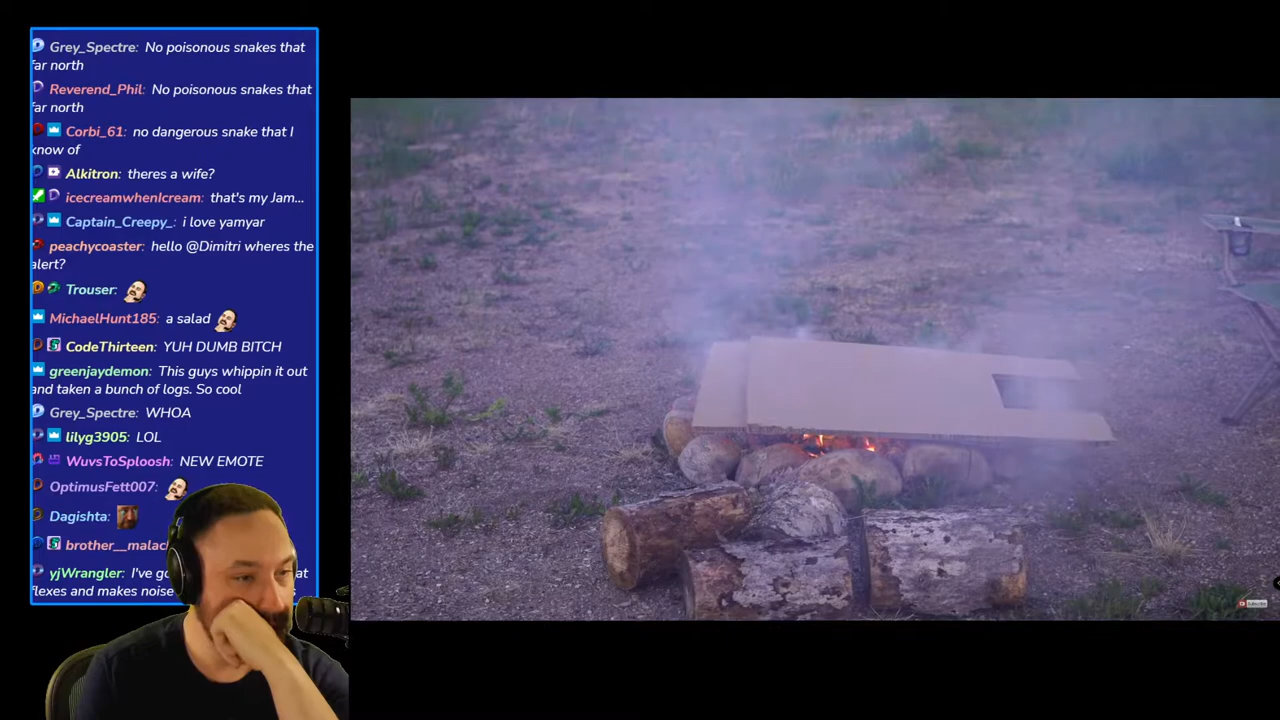 Grey_Spectre: No poisonous snakes that
far north
Reverend_Phil: No poisonous snakes that
far north
Corbi_61: no dangerous snake that I
know of
Alkitron: theres a wife?
icecreamwhenIcream: that's my Jam...
Captain_Creepy_: i love yamyar
peachycoaster: hello @Dimitri wheres the
alert?
Trouser:
MichaelHunt185: a salad
CodeThirteen: YUH DUMB BITCH
greenjaydemon: This guys whippin it out
and taken a bunch of logs. So cool
Grey_Spectre: WHOA
lilyg3905: LOL
WuvsToSploosh: NEW EMOTE
OptimusFett007:
Dagishta:
yjWrangler: I've
flexes and makes noise
Subscribe